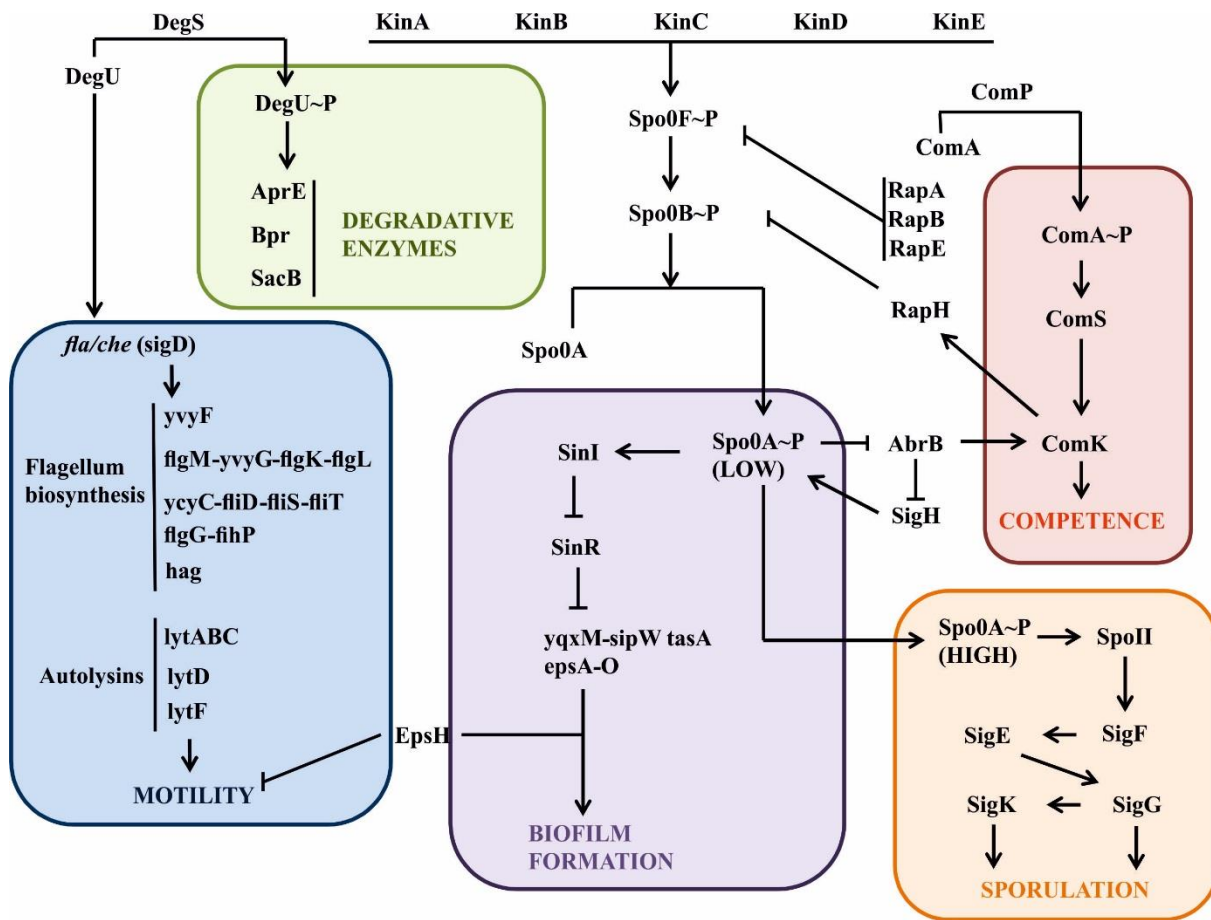 DegS
KinA KinB KinC KinD KinE
DegU
DegU~P
AprE
Bpr
SacB
DEGRADATIVE
ENZYMES
Spo0F~P
Spo0B~P
Spo0A
ComP
ComA
RapA
RapB
RapE
RapH
ComA~P
ComS
ComK
COMPETENCE
fla/che (sigD)
Flagellum
biosynthesis
yvyF
flgM-yvyG-flgK-flgL
ycyC-fliD-fliS-fliT
flgG-fihP
hag
Autolysins
lytABC
lytD
lytF
MOTILITY
EpsH
SinI
Spo0A~P
(LOW)
AbrB
SigH
SinR
yqxM-sipW tasA
epsA-O
BIOFILM
FORMATION
Spo0A~P
(HIGH)
SpoII
SigE
SigF
SigK
SigG
SPORULATION